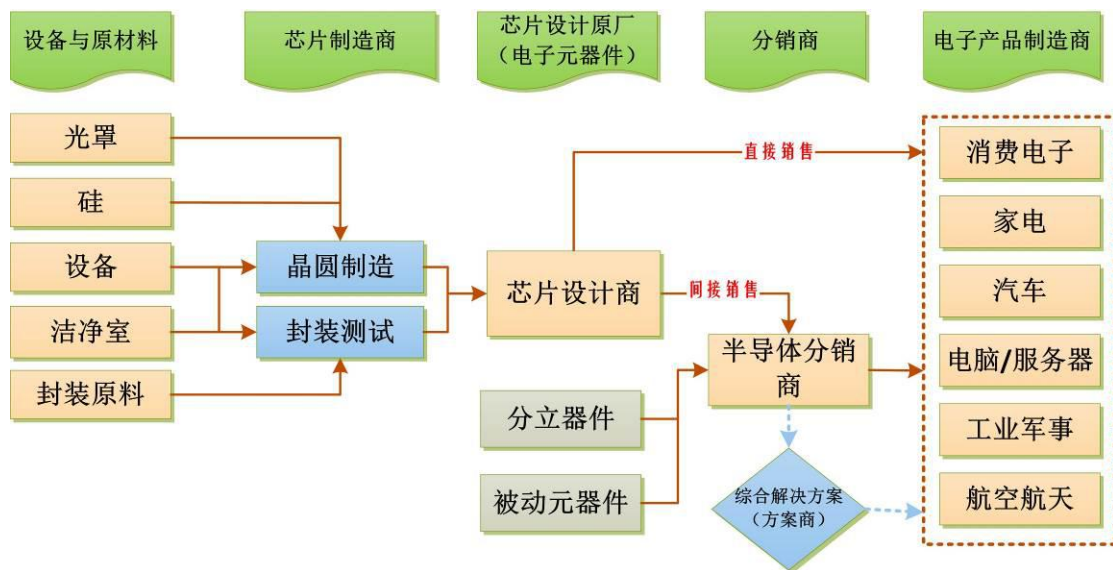 设备与原材料
芯片制造商
芯片设计原厂
（电子元器件）
分销商
电子产品制造商
光罩
硅
设备
洁净室
封装原料
晶圆制造
封装测试
芯片设计商
分立器件
被动元器件
直接销售
间接销售
半导体分销
商
综合解决方案
（方案商）
消费电子
家电
汽车
电脑/服务器
工业军事
航空航天